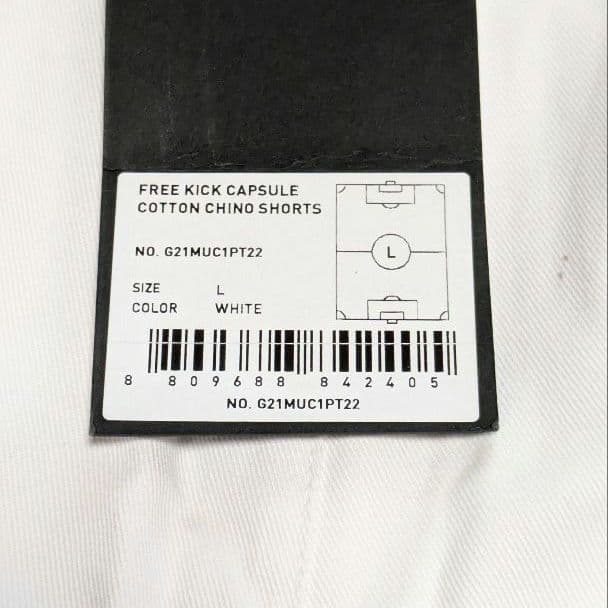 FREE KICK CAPSULE
COTTON CHINO SHORTS
NO. G21MUC1PT22
L
SIZE L
COLOR WHITE
8 809688 842405
NO. G21MUC1PT22